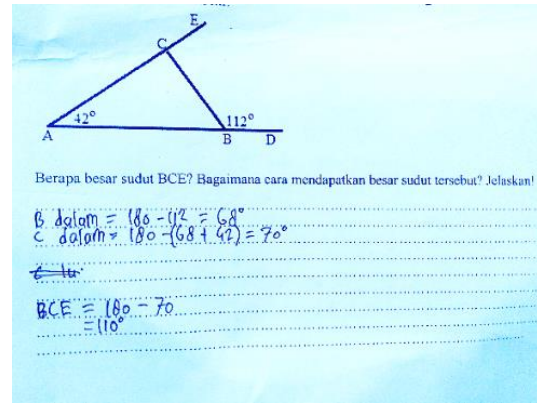 E
C
42°
112°
A
B
D
Berapa besar sudut BCE? Bagaimana cara mendapatkan besar sudut tersebut? Jelaskan!
B dalam = 180 - 112 = 68°
C dalam = 180 - (68 + 42) = 70°
BCE = 180 - 70
= 110°